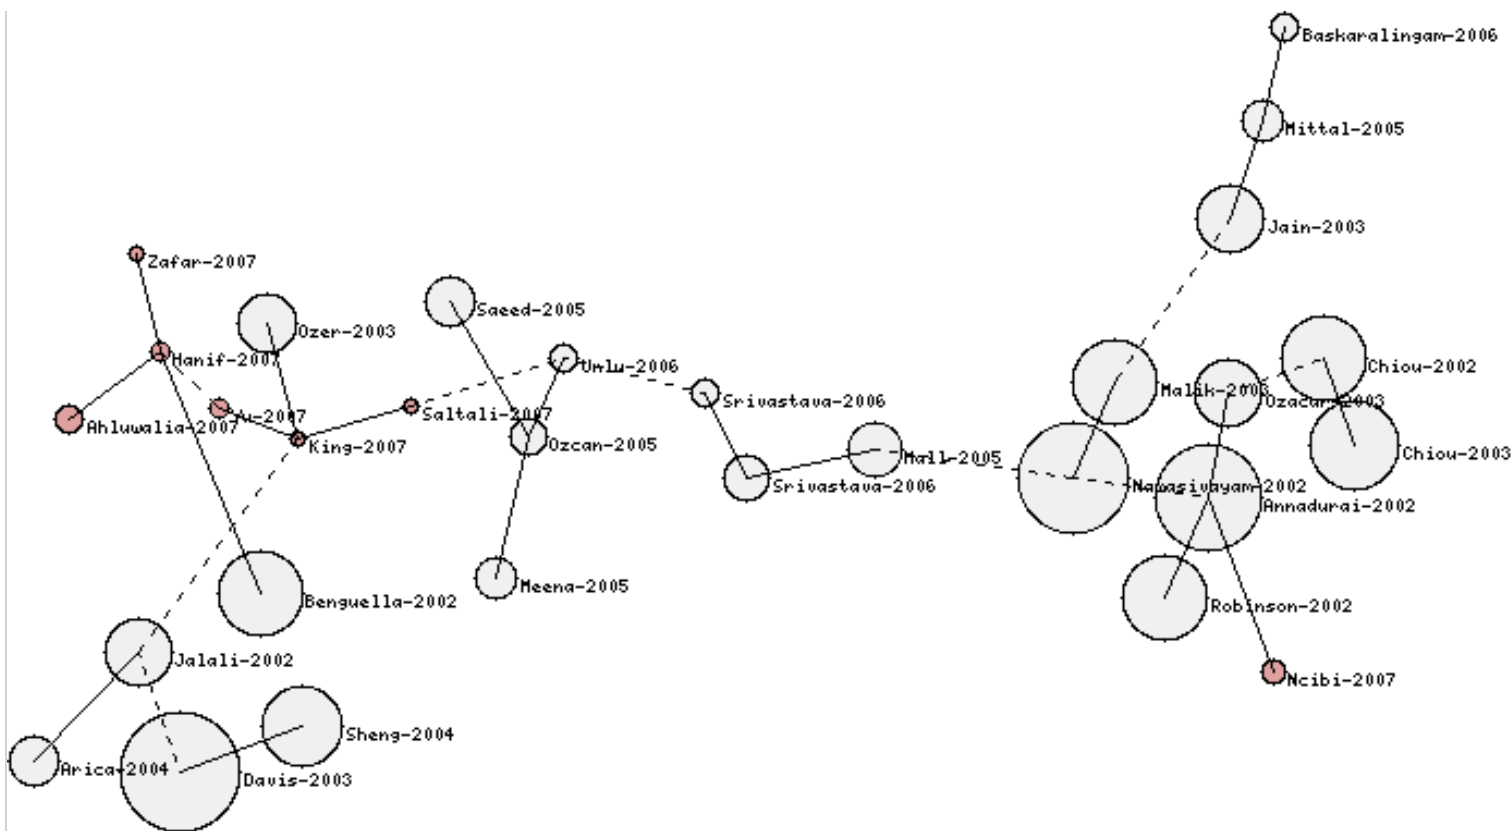 Baskaralingam-2006
Mittal-2005
Jain-2003
Zafar-2007
Saeed-2005
Ozer-2003
Hanif-2007
Unlu-2006
Chiou-2002
Malik-2003
Ozacar-2003
Srivastava-2006
Saltali-2007
Yu-2007
Ahluwalia-2007
King-2007
Ozcan-2005
Chiou-2003
Mall-2005
Srivastava-2006
Namasivayam-2002
Annadurai-2002
Meena-2005
Benguella-2002
Robinson-2002
Jalali-2002
Ncibi-2007
Sheng-2004
Arica-2004
Davis-2003